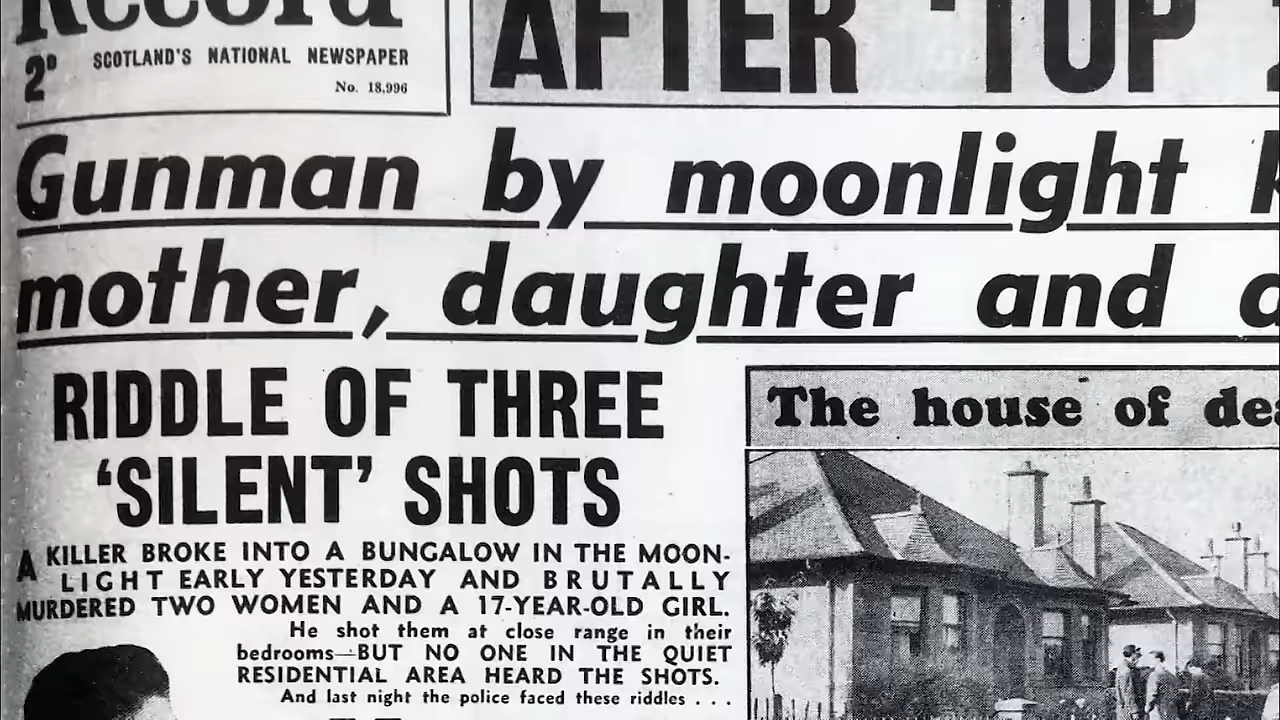 Record
2D SCOTLAND'S NATIONAL NEWSPAPER
No. 18,996
AFTER 'TOP
Gunman by moonlight
mother, daughter and
RIDDLE OF THREE
'SILENT' SHOTS
A KILLER BROKE INTO A BUNGALOW IN THE MOON-
LIGHT EARLY YESTERDAY AND BRUTALLY
MURDERED TWO WOMEN AND A 17-YEAR-OLD GIRL.
He shot them at close range in their
bedrooms—BUT NO ONE IN THE QUIET
RESIDENTIAL AREA HEARD THE SHOTS.
And last night the police faced these riddles . . .
The house of